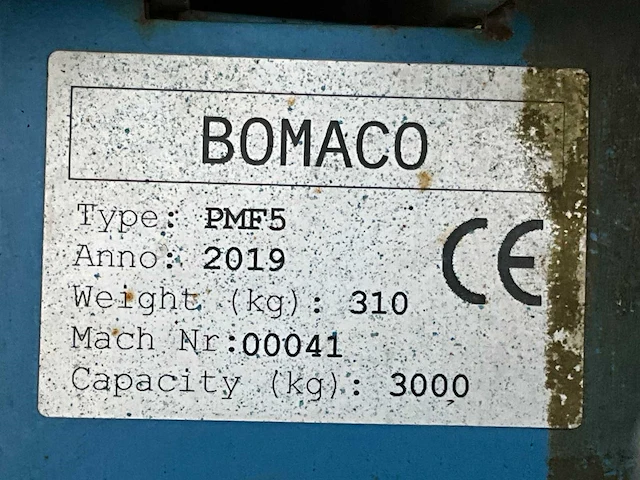 BOMACO
Type: PMF5
Anno: 2019
Weight (kg): 310
Mach Nr:00041
Capacity (kg): 3000
CE